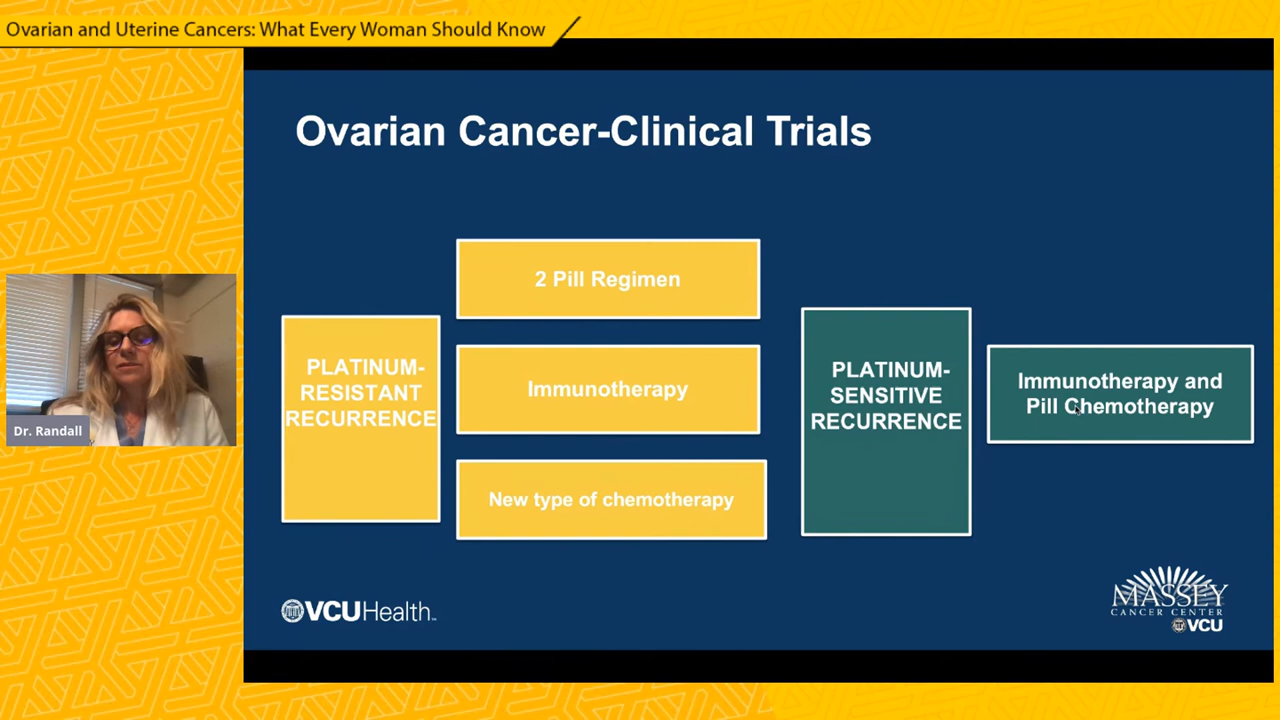 Ovarian and Uterine Cancers: What Every Woman Should Know
Ovarian Cancer-Clinical Trials
2 Pill Regimen
PLATINUM-
RESISTANT
RECURRENCE
Immunotherapy
New type of chemotherapy
PLATINUM-
SENSITIVE
RECURRENCE
Immunotherapy and
Pill Chemotherapy
Dr. Randall
VCUHealth™
MASSEY
CANCER CENTER
VCU